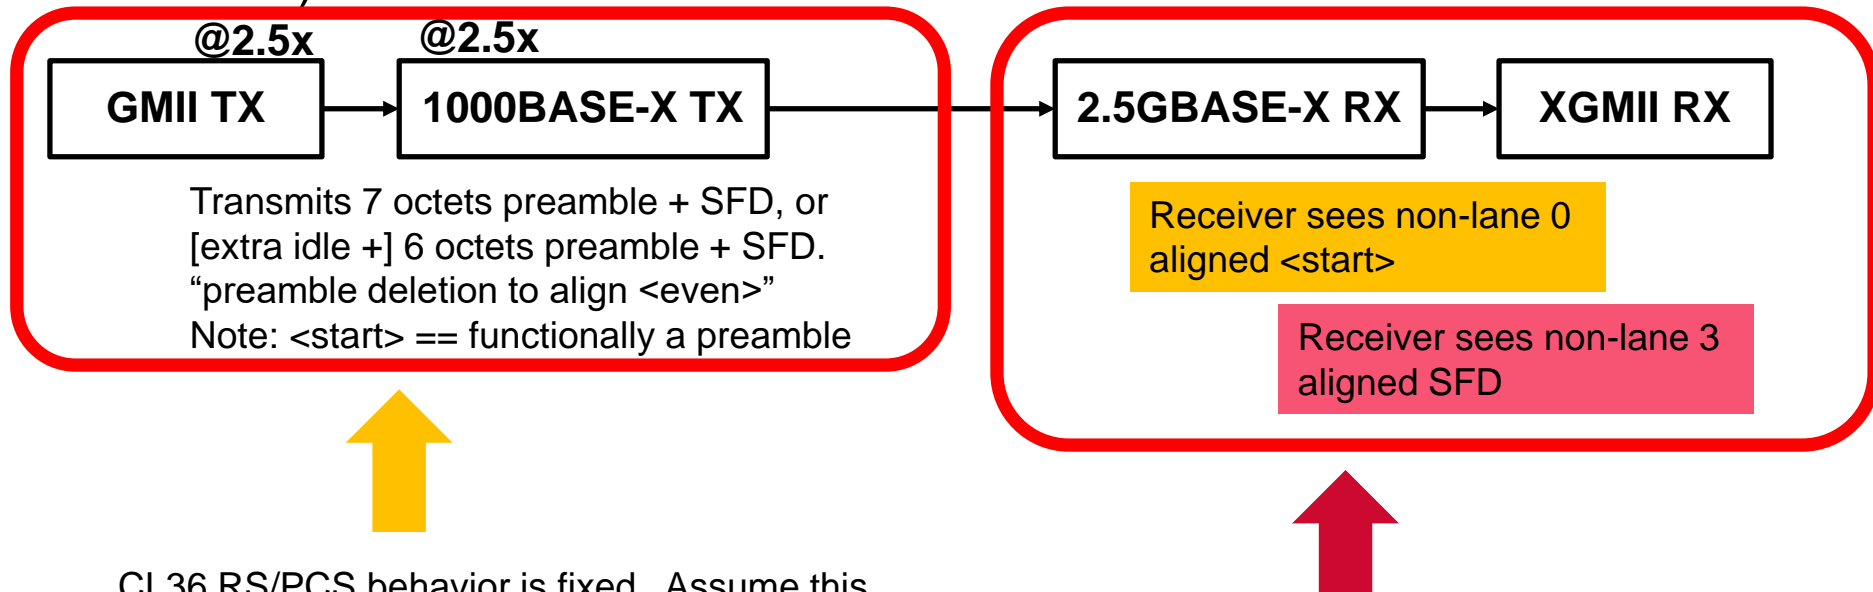 @2.5x
@2.5x
GMII TX
1000BASE-X TX
2.5GBASE-X RX
XGMII RX
Transmits 7 octets preamble + SFD, or
[extra idle +] 6 octets preamble + SFD.
“preamble deletion to align <even>”
Note: <start> == functionally a preamble
Receiver sees non-lane 0
aligned <start>
Receiver sees non-lane 3
aligned SFD
CL36 RS/PCS behavior is fixed. Assume this